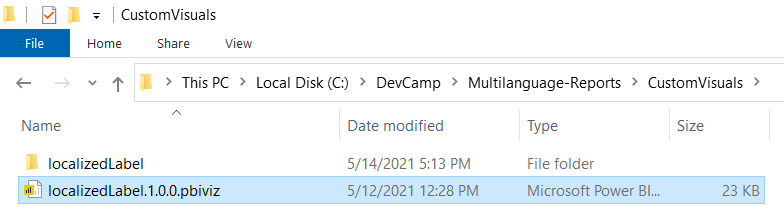 CustomVisuals
File Home Share View
This PC > Local Disk (C:) > DevCamp > Multilanguage-Reports > CustomVisuals >
Name Date modified Type Size
localizedLabel 5/14/2021 5:13 PM File folder
localizedLabel.1.0.0.pbiviz 5/12/2021 12:28 PM Microsoft Power BI... 23 KB